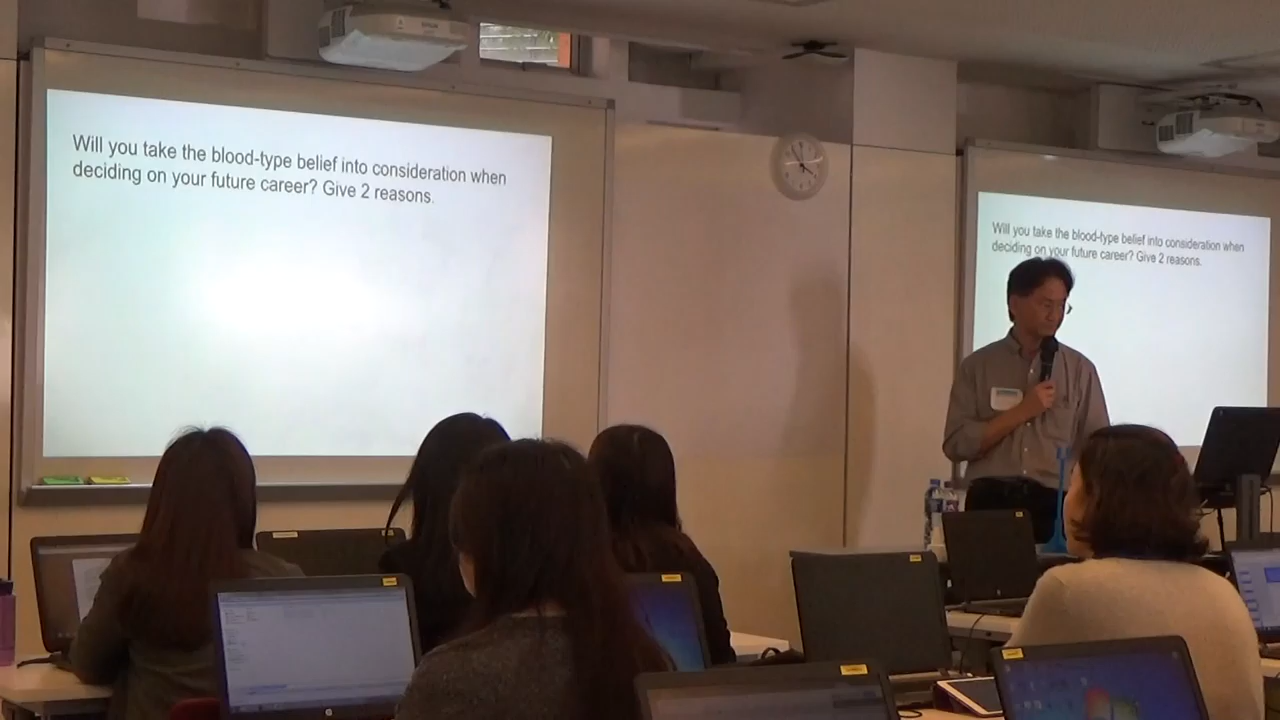 Will you take the blood-type belief into consideration when
deciding on your future career? Give 2 reasons.
Will you take the blood-type belief into consideration when
deciding on your future career? Give 2 reasons.